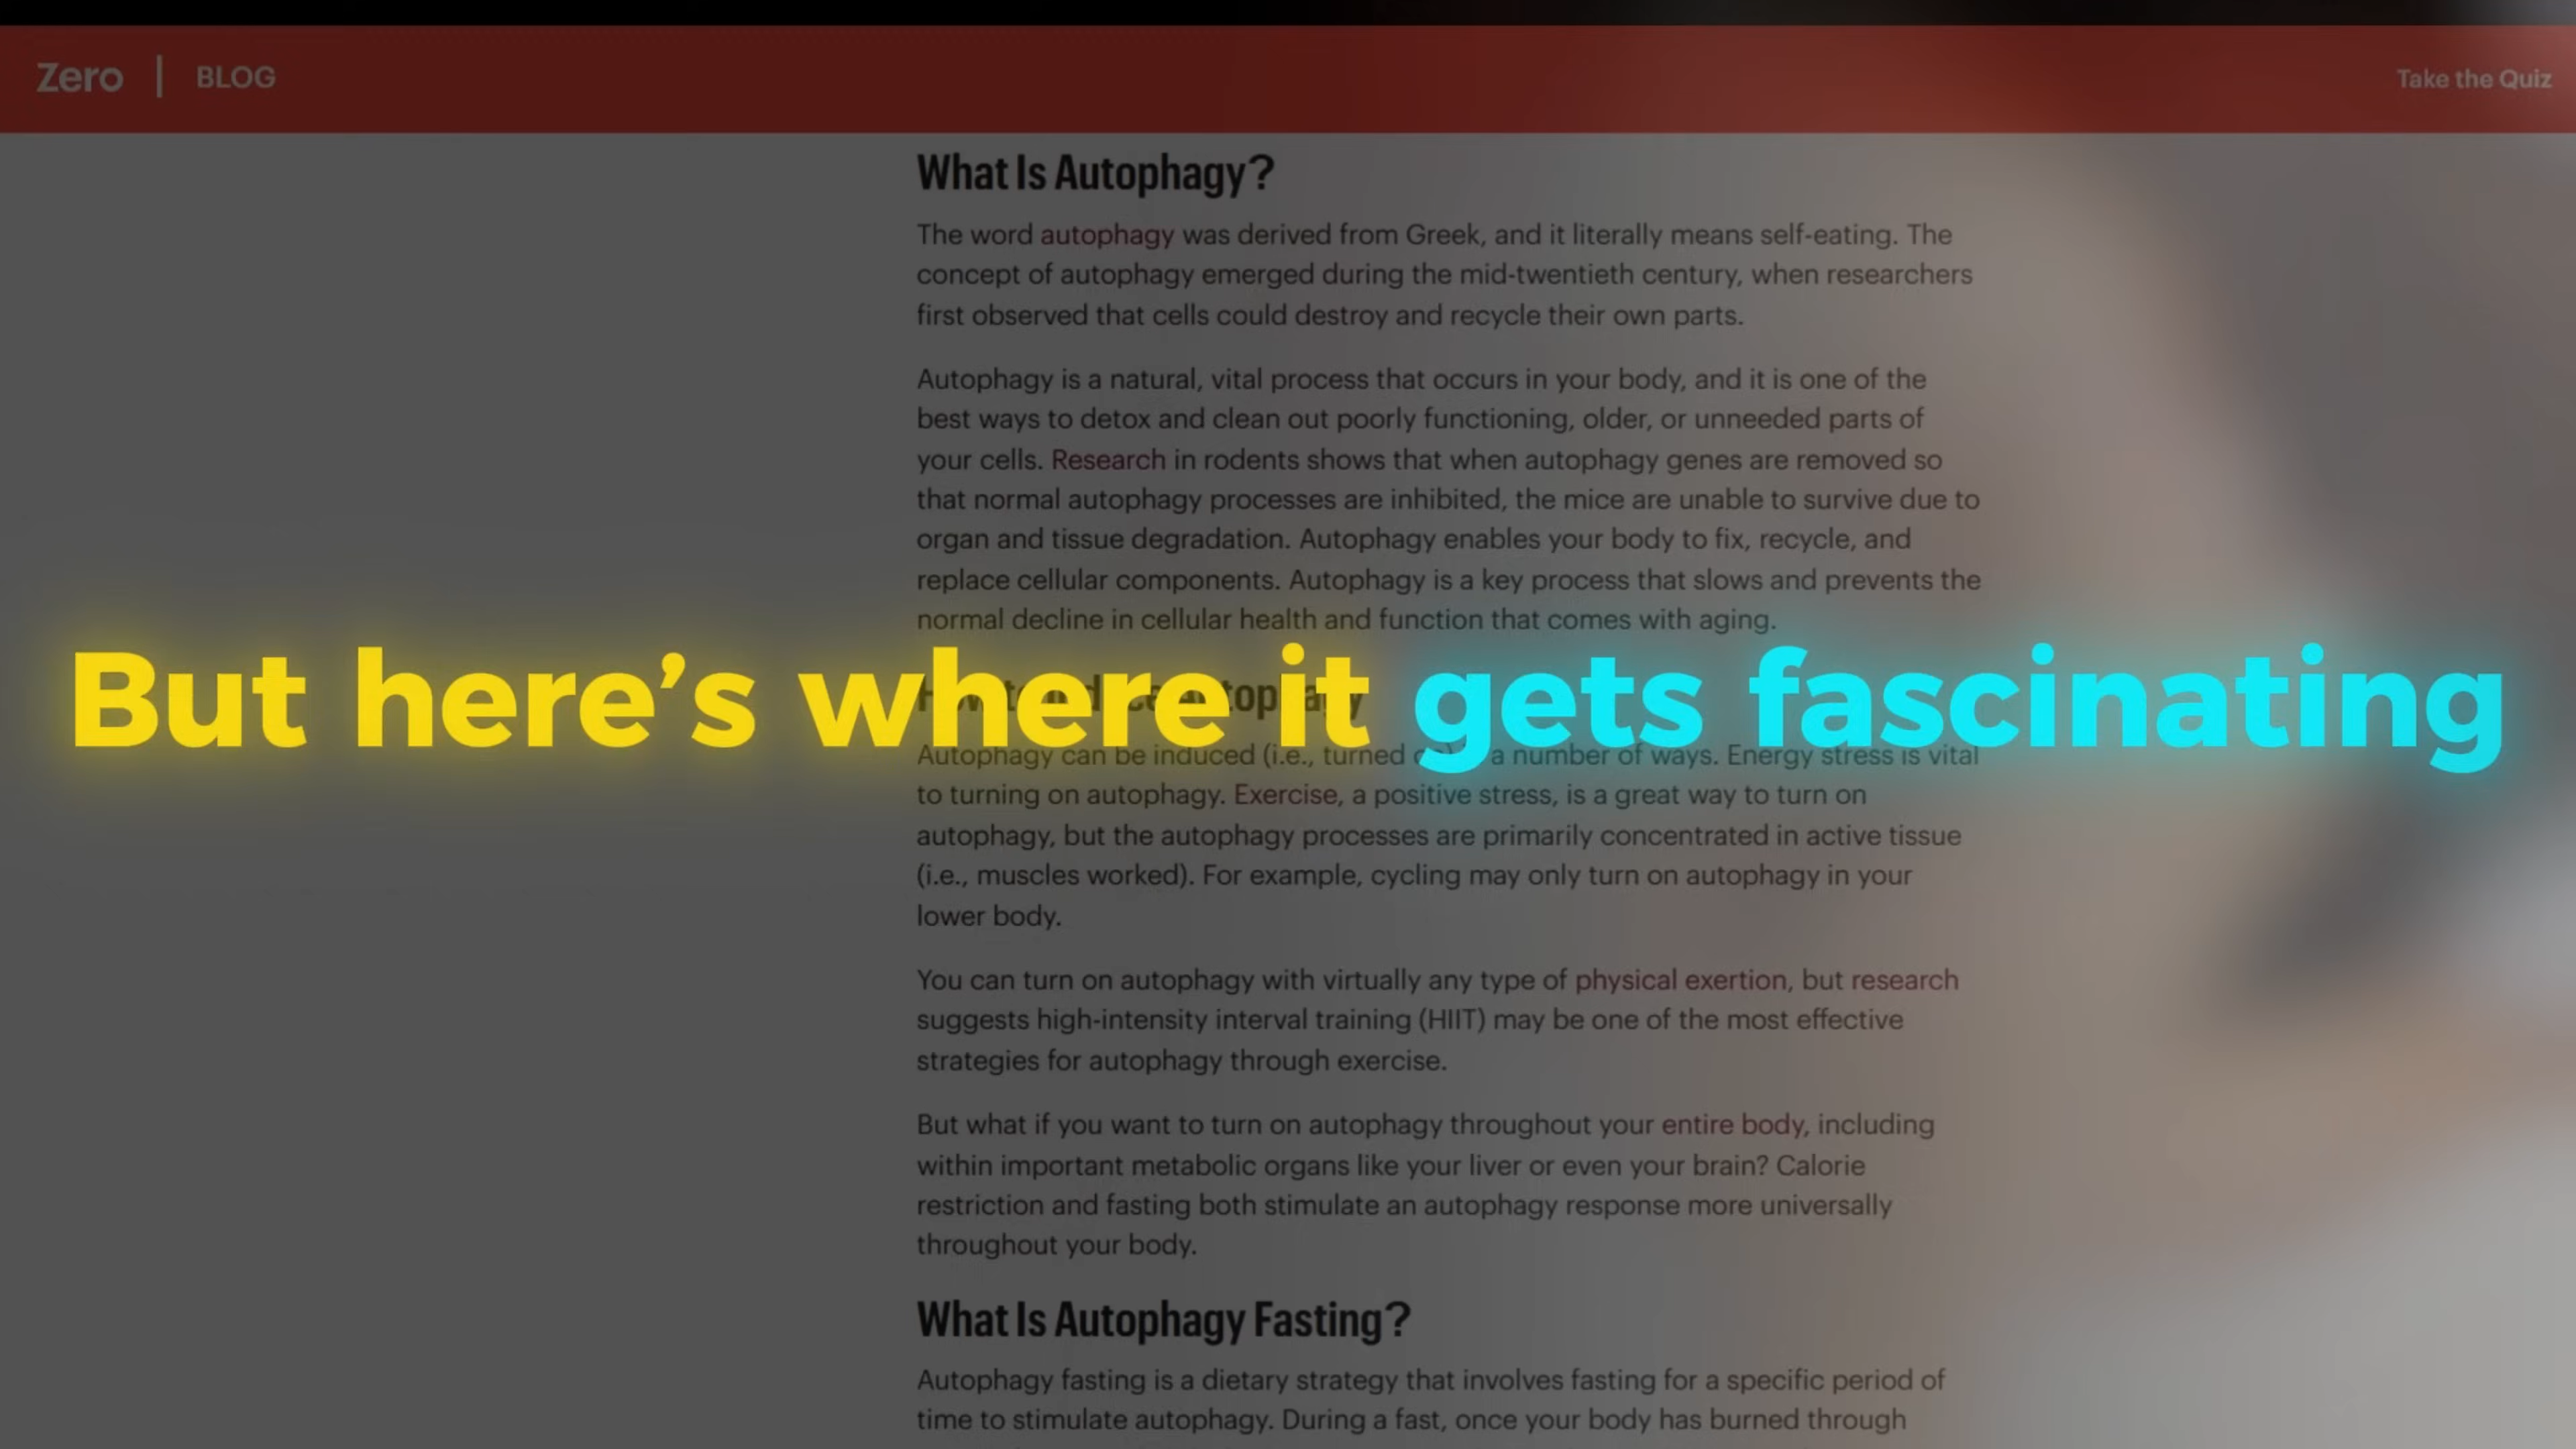 Zero | BLOG
Take the Quiz
What Is Autophagy?
The word autophagy was derived from Greek, and it literally means self-eating. The
concept of autophagy emerged during the mid-twentieth century, when researchers
first observed that cells could destroy and recycle their own parts.
Autophagy is a natural, vital process that occurs in your body, and it is one of the
best ways to detox and clean out poorly functioning, older, or unneeded parts of
your cells. Research in rodents shows that when autophagy genes are removed so
that normal autophagy processes are inhibited, the mice are unable to survive due to
organ and tissue degradation. Autophagy enables your body to fix, recycle, and
replace cellular components. Autophagy is a key process that slows and prevents the
normal decline in cellular health and function that comes with aging.
But here's where it gets fascinating
Autophagy can be induced (i.e., turned a number of ways. Energy stress is vital
to turning on autophagy. Exercise, a positive stress, is a great way to turn on
autophagy, but the autophagy processes are primarily concentrated in active tissue
(i.e., muscles worked). For example, cycling may only turn on autophagy in your
lower body.
You can turn on autophagy with virtually any type of physical exertion, but research
suggests high-intensity interval training (HIIT) may be one of the most effective
strategies for autophagy through exercise.
But what if you want to turn on autophagy throughout your entire body, including
within important metabolic organs like your liver or even your brain? Calorie
restriction and fasting both stimulate an autophagy response more universally
throughout your body.
What Is Autophagy Fasting?
Autophagy fasting is a dietary strategy that involves fasting for a specific period of
time to stimulate autophagy. During a fast, once your body has burned through